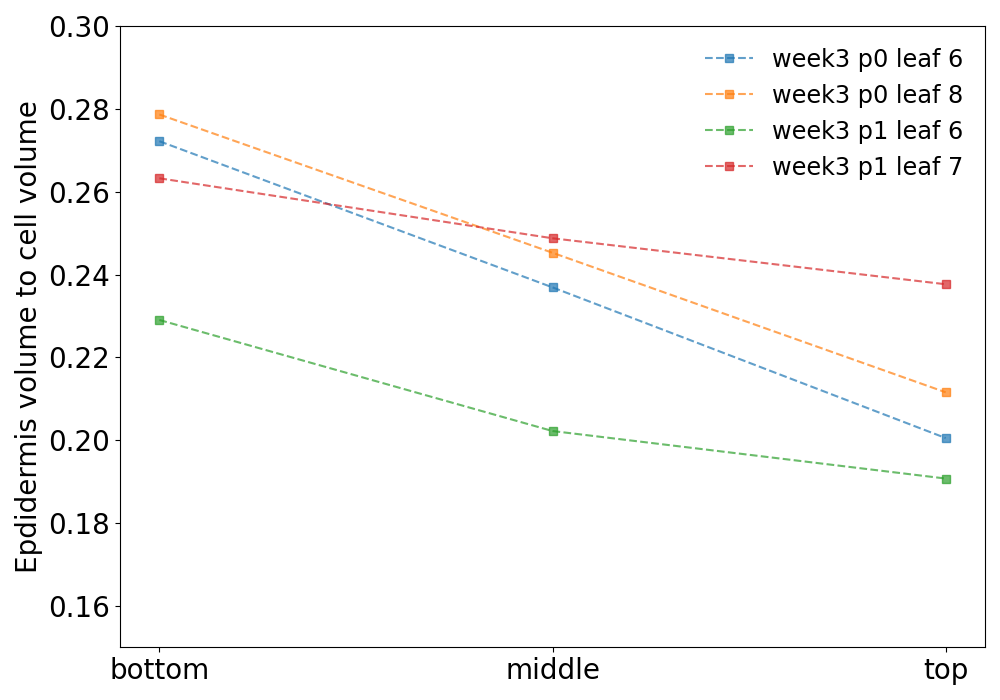 Epdidermis volume to cell volume
0.30
0.28
0.26
0.24
0.22
0.20
0.18
0.16
bottom
middle
top
week3 p0 leaf 6
week3 p0 leaf 8
week3 p1 leaf 6
week3 p1 leaf 7